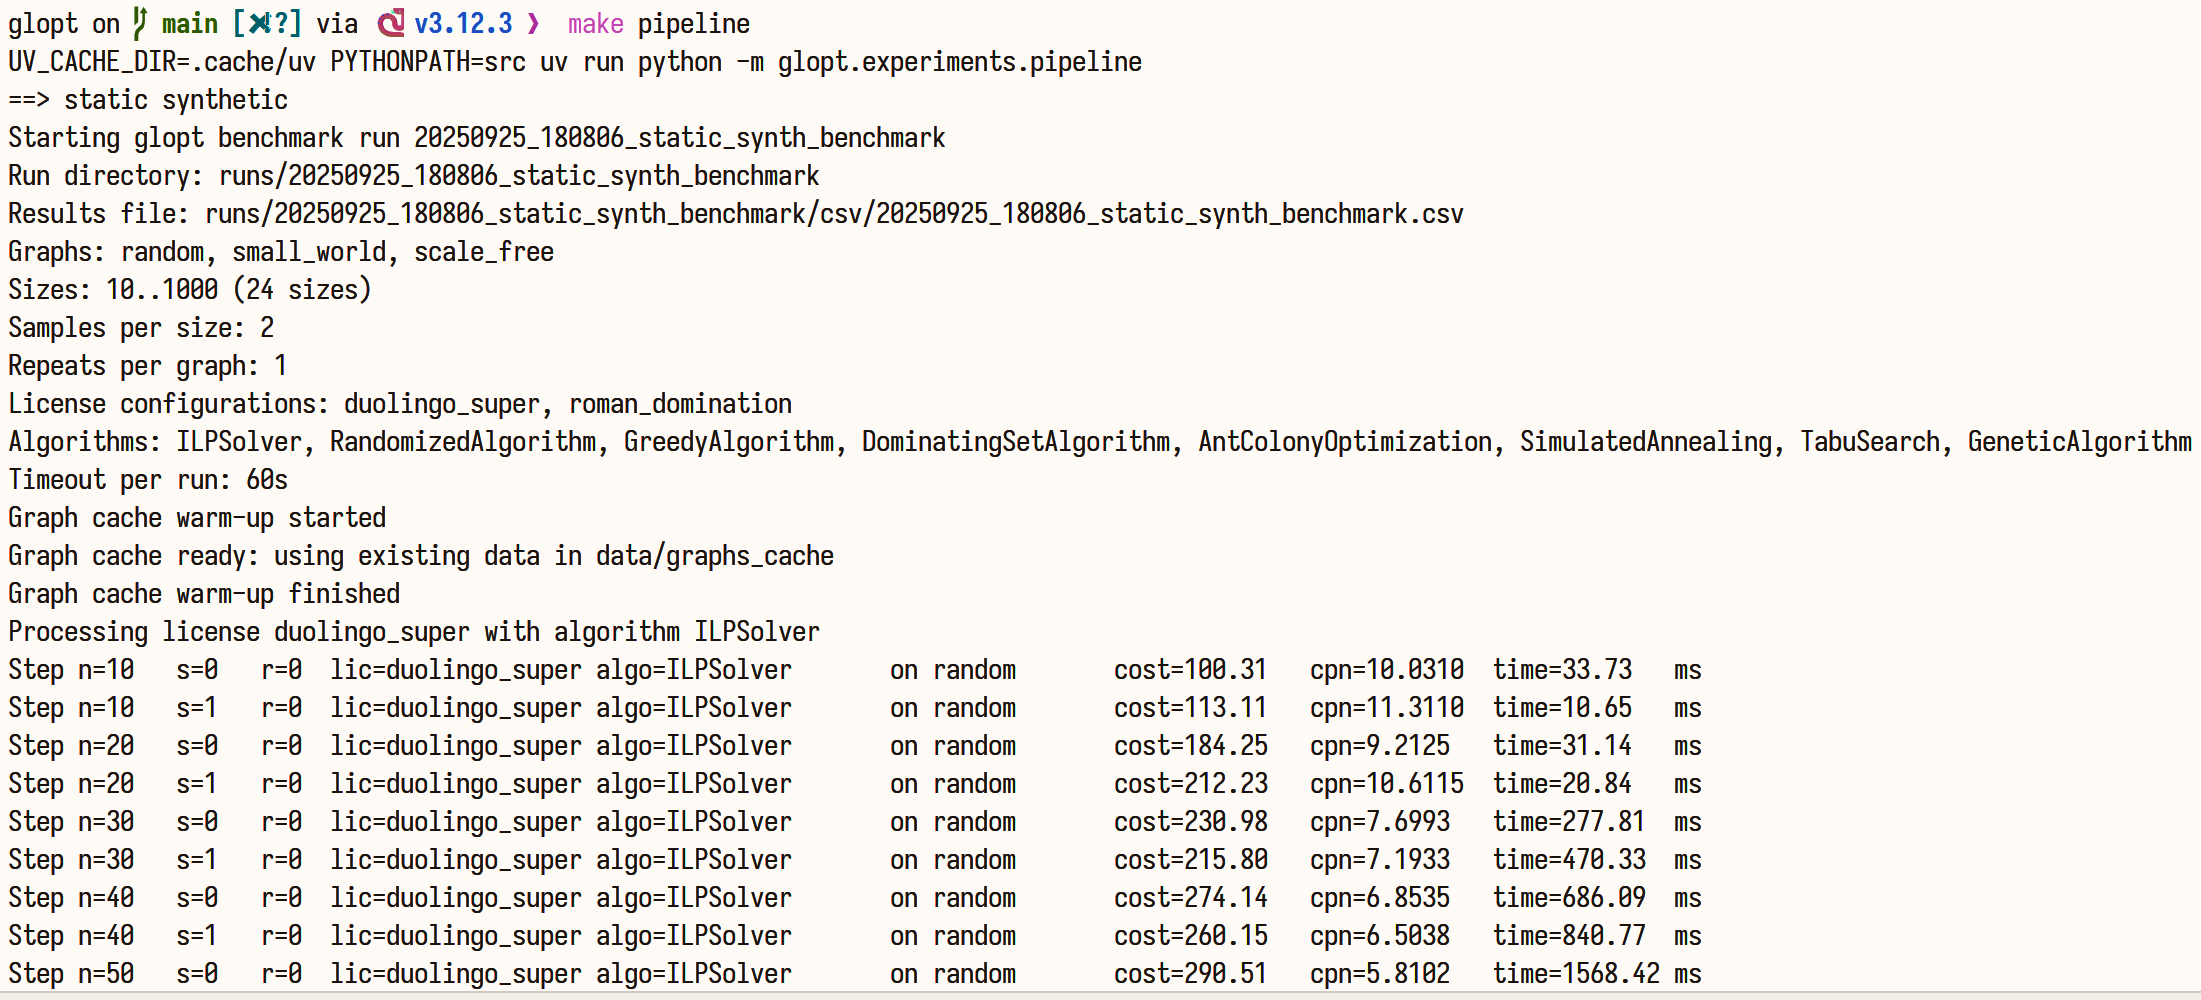 glopt on main [✘!?] via v3.12.3 ❯ make pipeline
UV_CACHE_DIR=.cache/uv PYTHONPATH=src uv run python -m glopt.experiments.pipeline
==> static synthetic
Starting glopt benchmark run 20250925_180806_static_synth_benchmark
Run directory: runs/20250925_180806_static_synth_benchmark
Results file: runs/20250925_180806_static_synth_benchmark/csv/20250925_180806_static_synth_benchmark.csv
Graphs: random, small_world, scale_free
Sizes: 10..1000 (24 sizes)
Samples per size: 2
Repeats per graph: 1
License configurations: duolingo_super, roman_domination
Algorithms: ILPSolver, RandomizedAlgorithm, GreedyAlgorithm, DominatingSetAlgorithm, AntColonyOptimization, SimulatedAnnealing, TabuSearch, GeneticAlgorithm
Timeout per run: 60s
Graph cache warm-up started
Graph cache ready: using existing data in data/graphs_cache
Graph cache warm-up finished
Processing license duolingo_super with algorithm ILPSolver
Step n=10 s=0 r=0 lic=duolingo_super algo=ILPSolver on random cost=100.31 cpn=10.0310 time=33.73 ms
Step n=10 s=1 r=0 lic=duolingo_super algo=ILPSolver on random cost=113.11 cpn=11.3110 time=10.65 ms
Step n=20 s=0 r=0 lic=duolingo_super algo=ILPSolver on random cost=184.25 cpn=9.2125 time=31.14 ms
Step n=20 s=1 r=0 lic=duolingo_super algo=ILPSolver on random cost=212.23 cpn=10.6115 time=20.84 ms
Step n=30 s=0 r=0 lic=duolingo_super algo=ILPSolver on random cost=230.98 cpn=7.6993 time=277.81 ms
Step n=30 s=1 r=0 lic=duolingo_super algo=ILPSolver on random cost=215.80 cpn=7.1933 time=470.33 ms
Step n=40 s=0 r=0 lic=duolingo_super algo=ILPSolver on random cost=274.14 cpn=6.8535 time=686.09 ms
Step n=40 s=1 r=0 lic=duolingo_super algo=ILPSolver on random cost=260.15 cpn=6.5038 time=840.77 ms
Step n=50 s=0 r=0 lic=duolingo_super algo=ILPSolver on random cost=290.51 cpn=5.8102 time=1568.42 ms